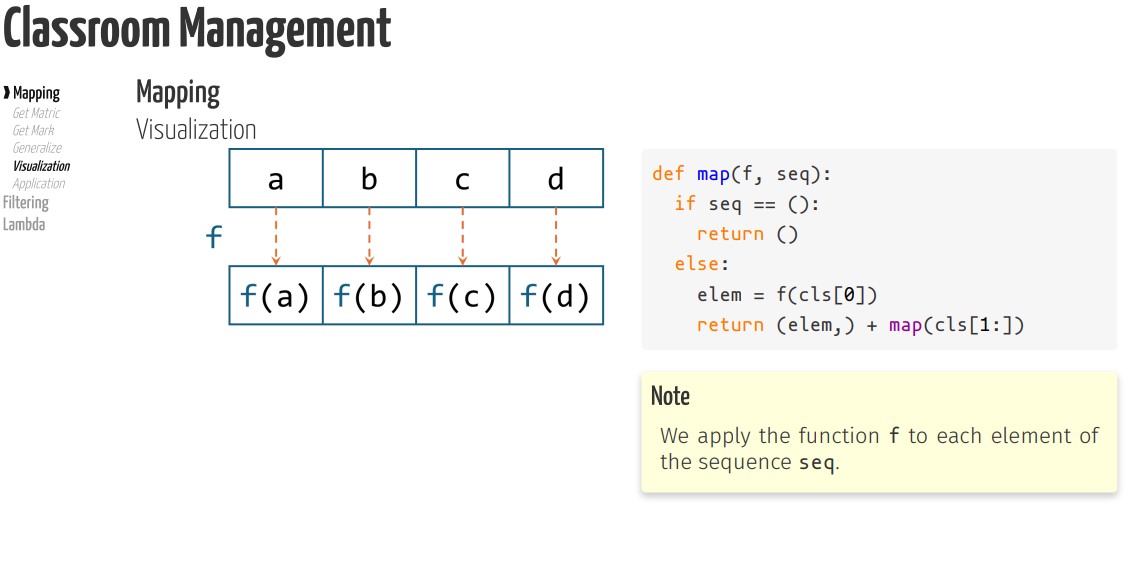 Classroom Management
❱ Mapping
Get Matric
Get Mark
Generalize
Visualization
Application
Filtering
Lambda
Mapping
Visualization
a b c d
f
f(a) f(b) f(c) f(d)
def map(f, seq):
  if seq == ():
    return ()
  else:
    elem = f(cls[0])
    return (elem,) + map(cls[1:])
Note
We apply the function f to each element of
the sequence seq.